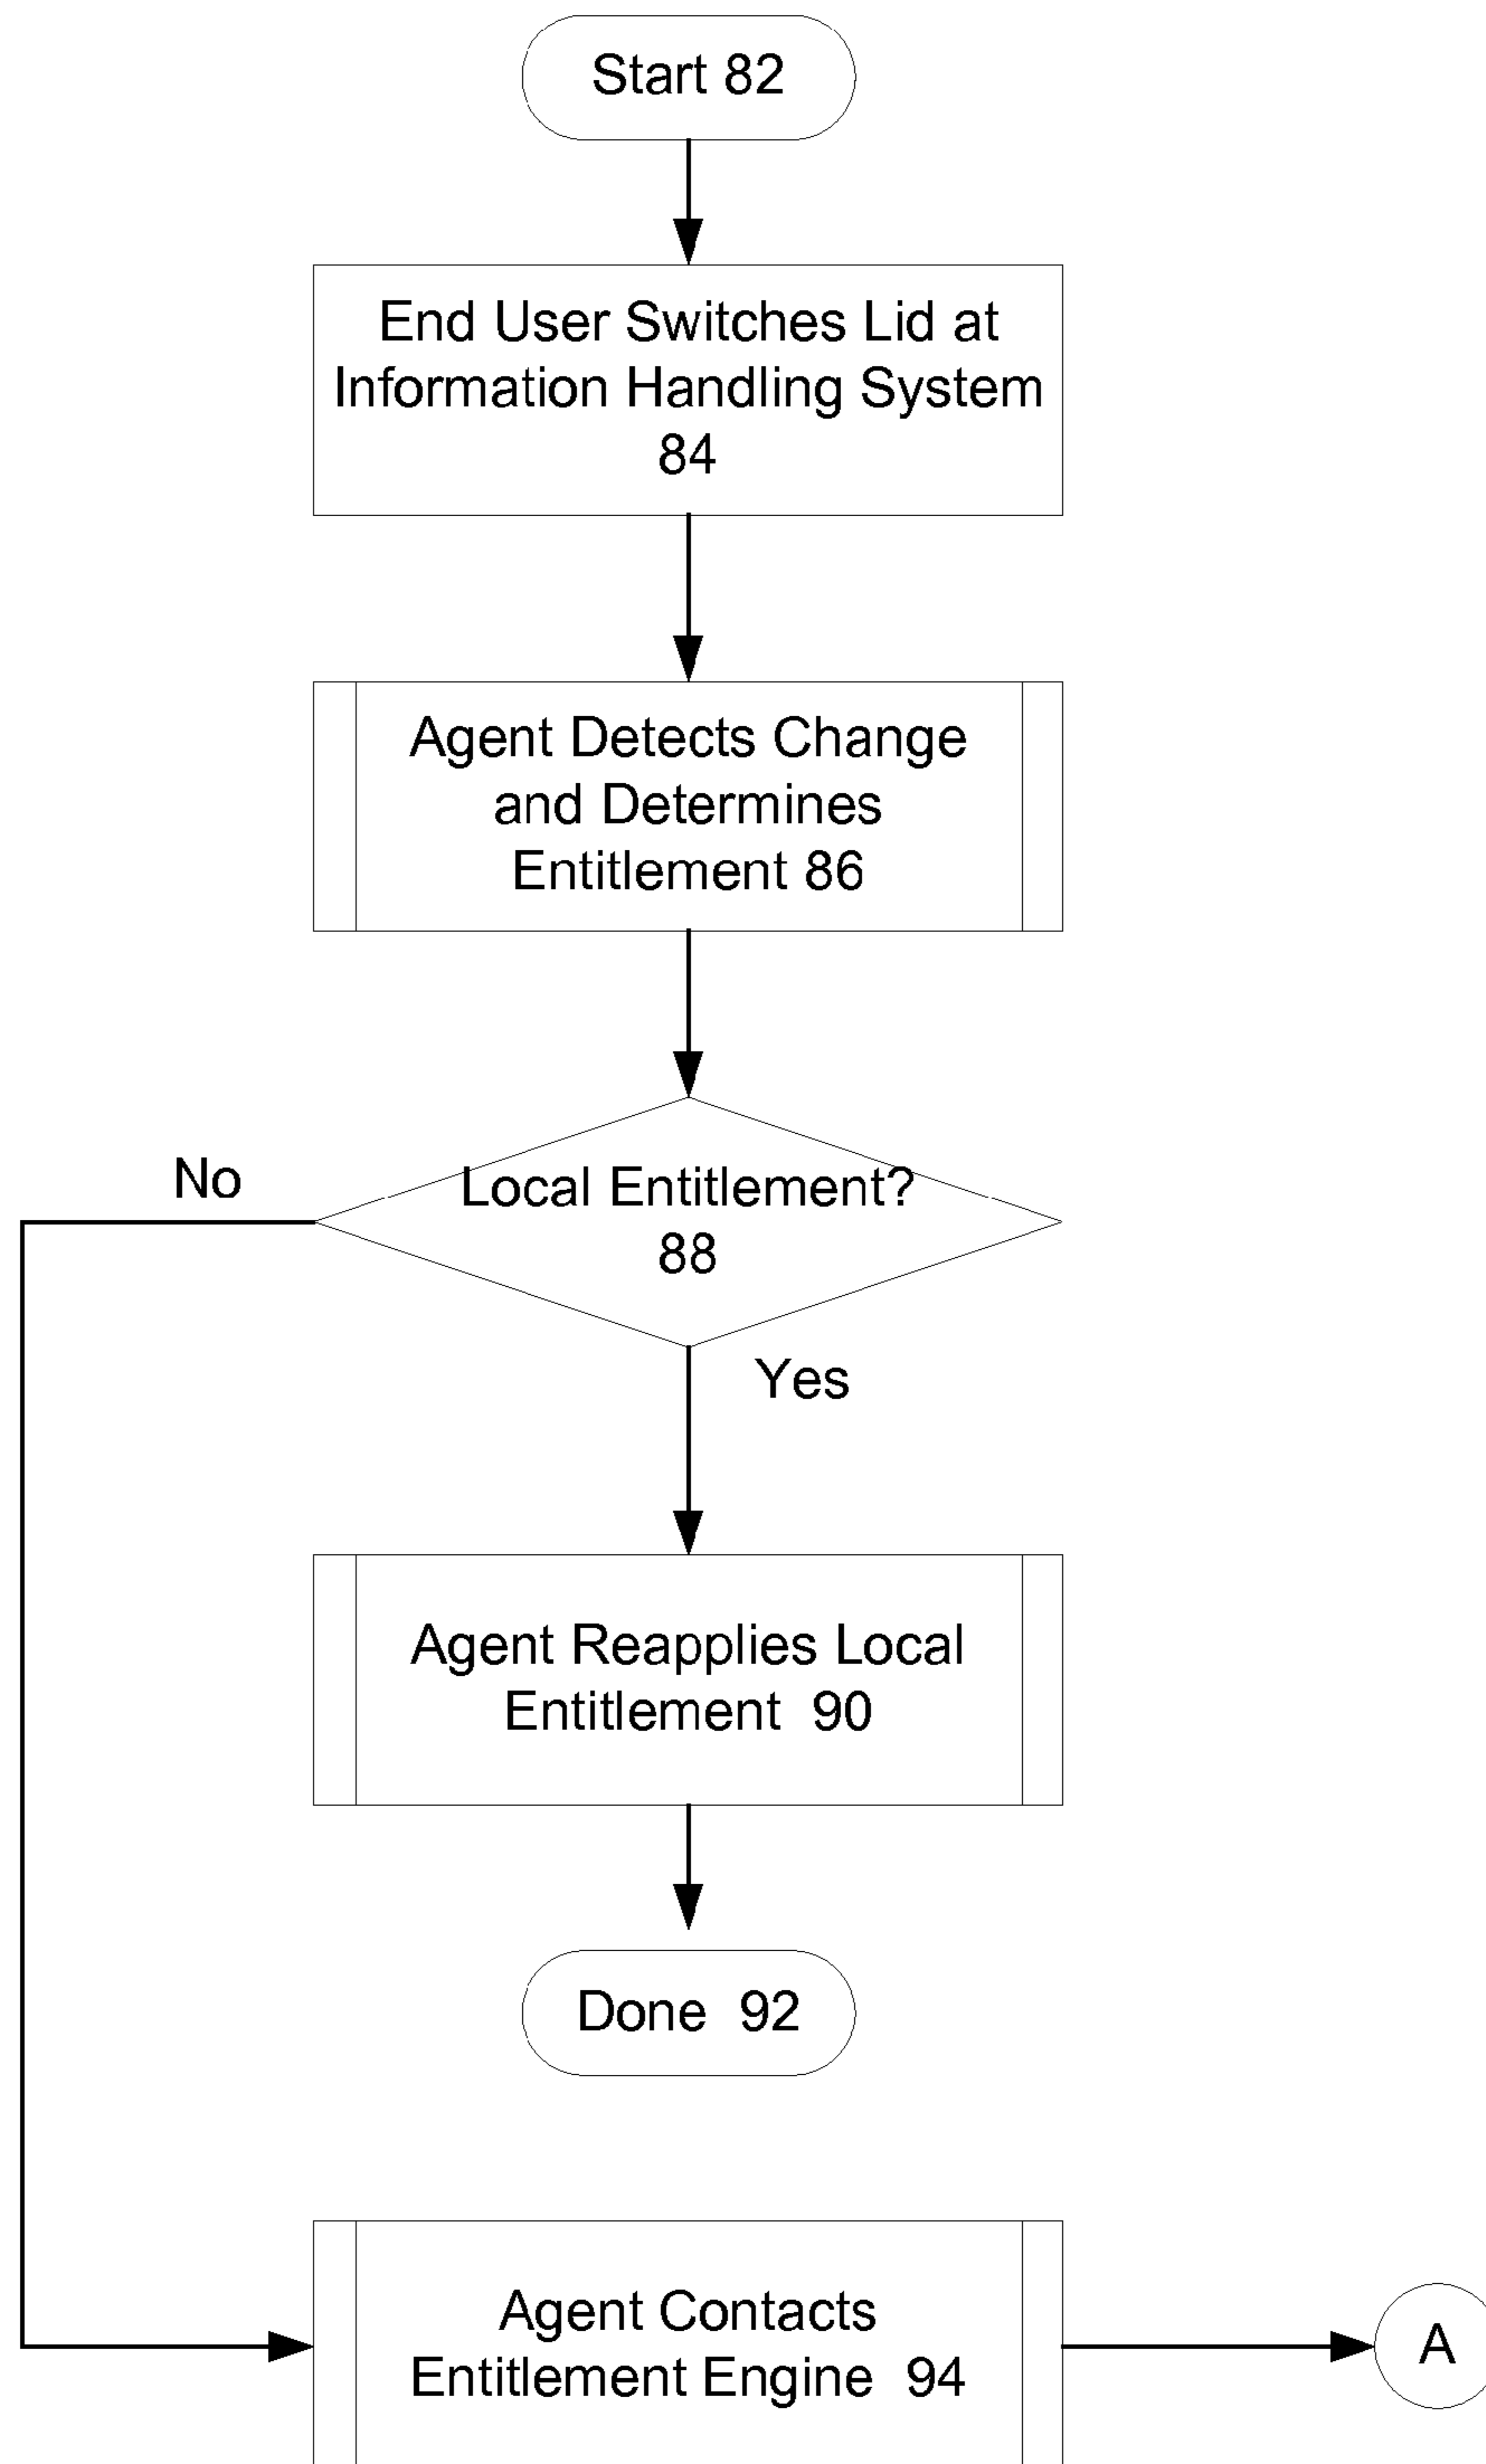 Start 82
End User Switches Lid at
Information Handling System
84
Agent Detects Change
and Determines
Entitlement 86
No
Local Entitlement?
88
Yes
Agent Reapplies Local
Entitlement 90
Done 92
Agent Contacts
Entitlement Engine 94
A